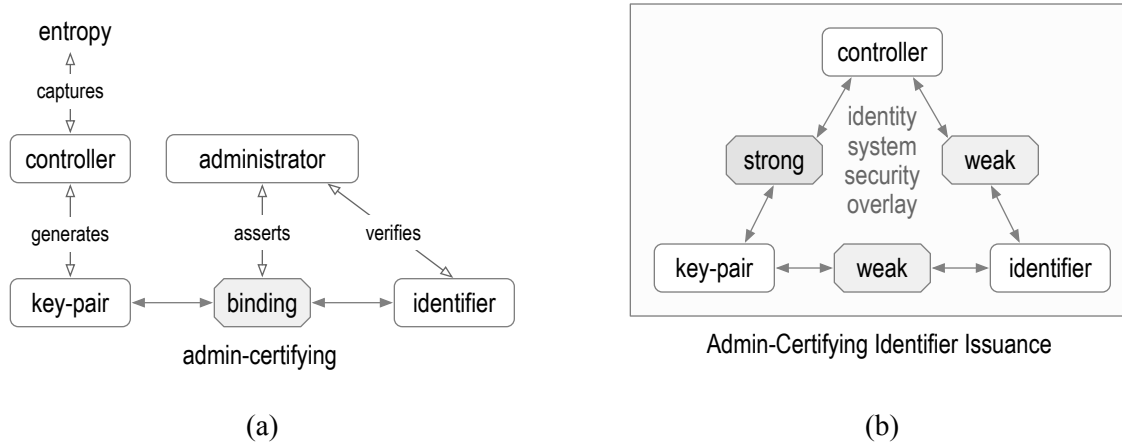 entropy
captures
controller
administrator
generates
asserts
verifies
key-pair
binding
identifier
admin-certifying
(a)
controller
identity
system
security
overlay
strong
weak
key-pair
weak
identifier
Admin-Certifying Identifier Issuance
(b)